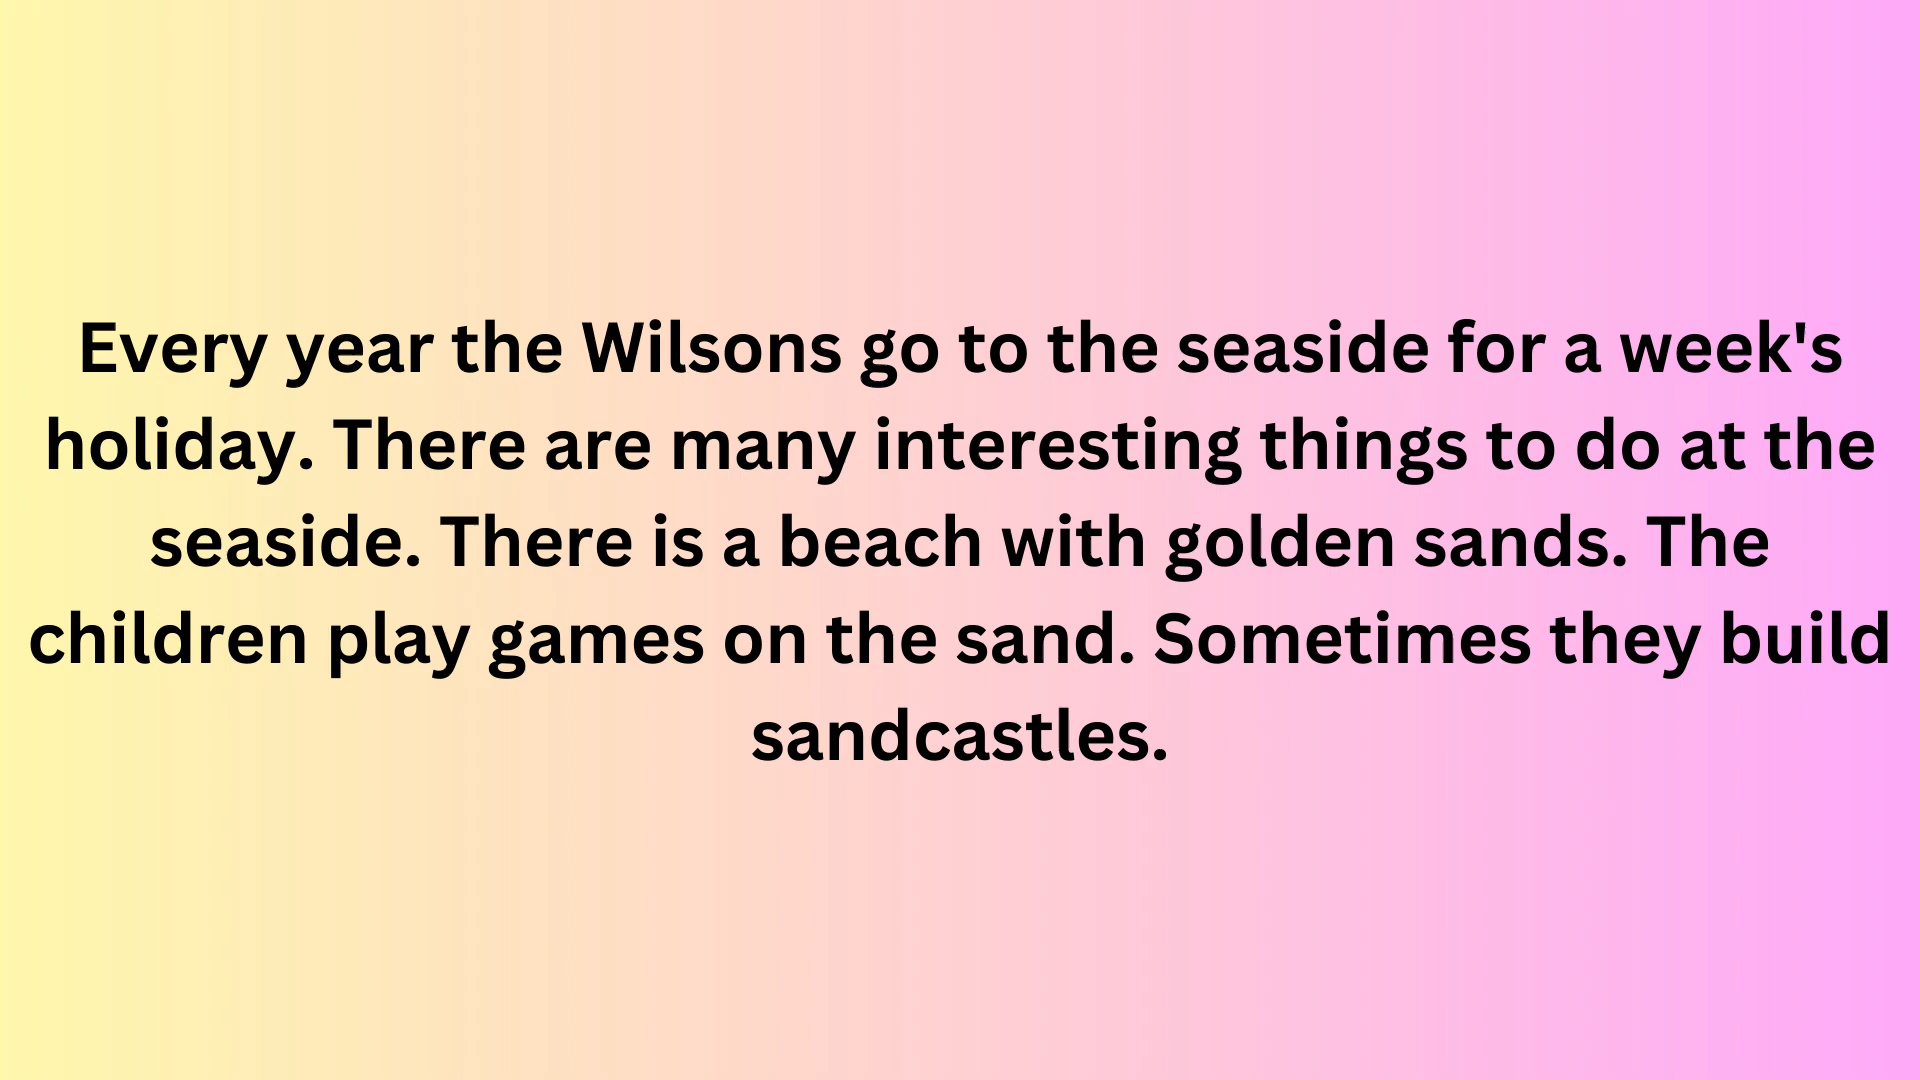 Every year the Wilsons go to the seaside for a week's
holiday. There are many interesting things to do at the
seaside. There is a beach with golden sands. The
children play games on the sand. Sometimes they build
sandcastles.